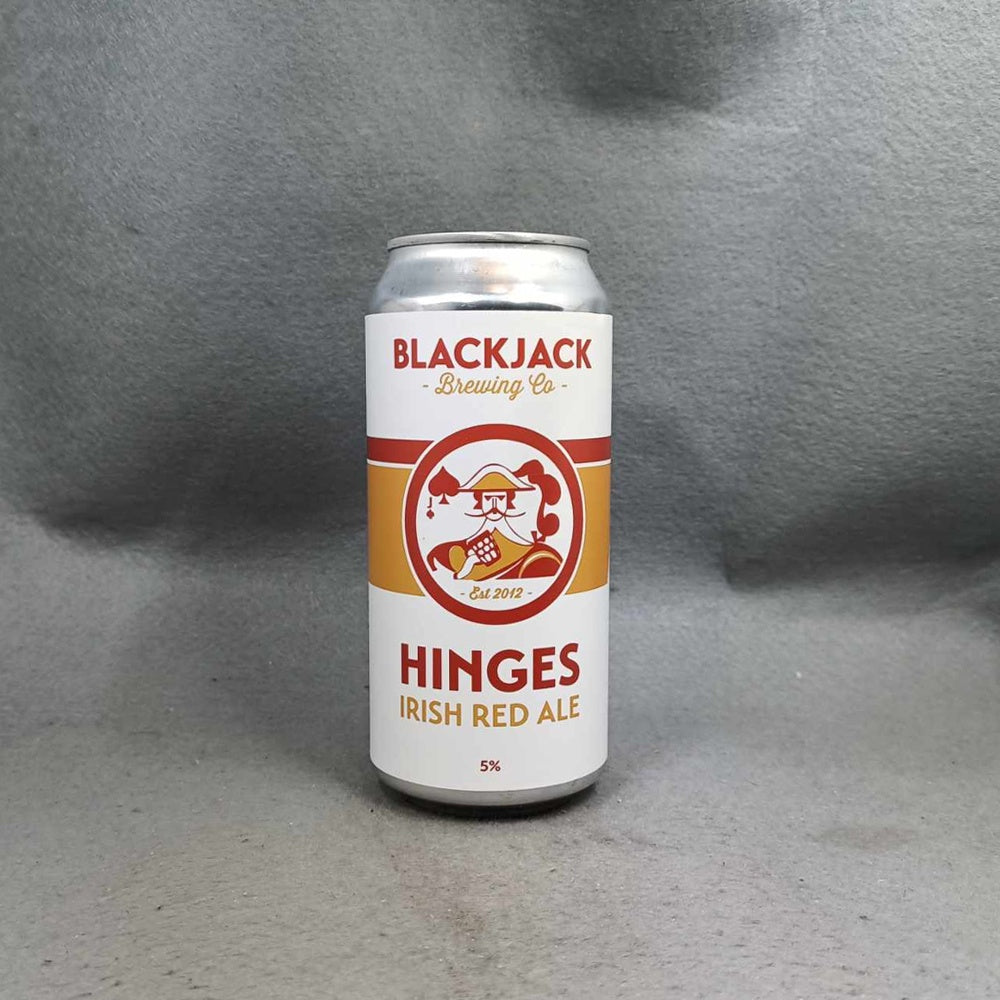 BLACKJACK
- Brewing Co -
J
- Est 2012 -
HINGES
IRISH RED ALE
5%